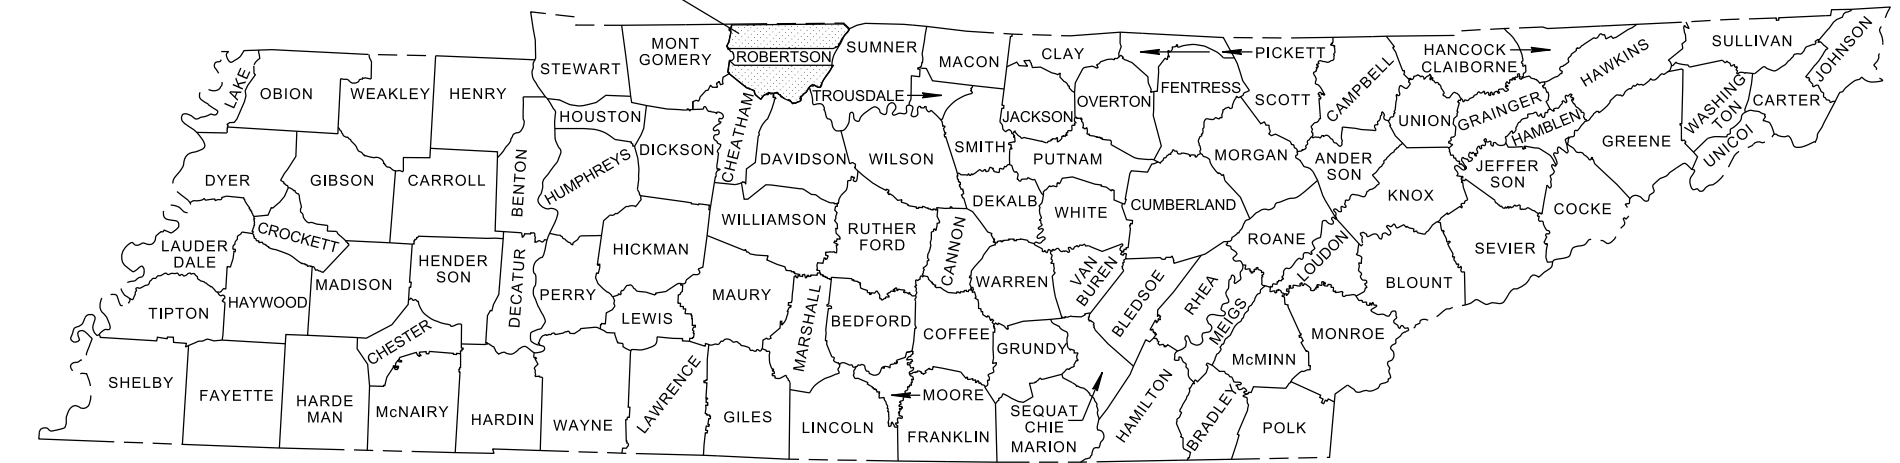 LAKE
OBION
WEAKLEY
HENRY
STEWART
MONT
GOMERY
ROBERTSON
SUMNER
MACON
CLAY
PICKETT
CAMPBELL
HANCOCK
CLAIBORNE
HAWKINS
SULLIVAN
JOHNSON
HOUSTON
CHEATHAM
TROUSDALE
JACKSON
OVERTON
FENTRESS
SCOTT
UNION
GRAINGER
HAMBLEN
GREENE
WASHING
TON
CARTER
UNICOI
DYER
GIBSON
CARROLL
BENTON
HUMPHREYS
DICKSON
DAVIDSON
WILSON
SMITH
PUTNAM
MORGAN
ANDER
SON
KNOX
JEFFER
SON
COCKE
LAUDER
DALE
CROCKETT
MADISON
HENDER
SON
DECATUR
PERRY
HICKMAN
WILLIAMSON
RUTHER
FORD
CANNON
DEKALB
WHITE
CUMBERLAND
ROANE
LOUDON
BLOUNT
SEVIER
TIPTON
HAYWOOD
CHESTER
LEWIS
MAURY
MARSHALL
BEDFORD
COFFEE
WARREN
VAN
BUREN
BLEDSOE
RHEA
MEIGS
MCMINN
MONROE
SHELBY
FAYETTE
HARDE
MAN
McNAIRY
HARDIN
WAYNE
LAWRENCE
GILES
LINCOLN
MOORE
FRANKLIN
GRUNDY
SEQUAT
CHIE
MARION
HAMILTON
BRADLEY
POLK